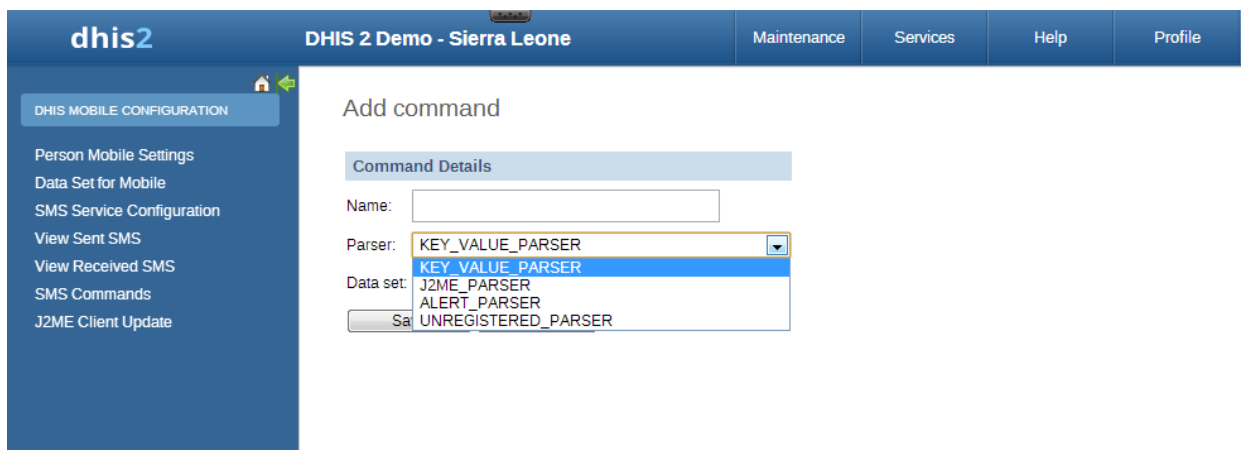 dhis2
DHIS 2 Demo - Sierra Leone
Maintenance
Services
Help
Profile
DHIS MOBILE CONFIGURATION
Person Mobile Settings
Data Set for Mobile
SMS Service Configuration
View Sent SMS
View Received SMS
SMS Commands
J2ME Client Update
Add command
Command Details
Name:
Parser: KEY_VALUE_PARSER
KEY_VALUE_PARSER
J2ME_PARSER
ALERT_PARSER
UNREGISTERED_PARSER
Data set: